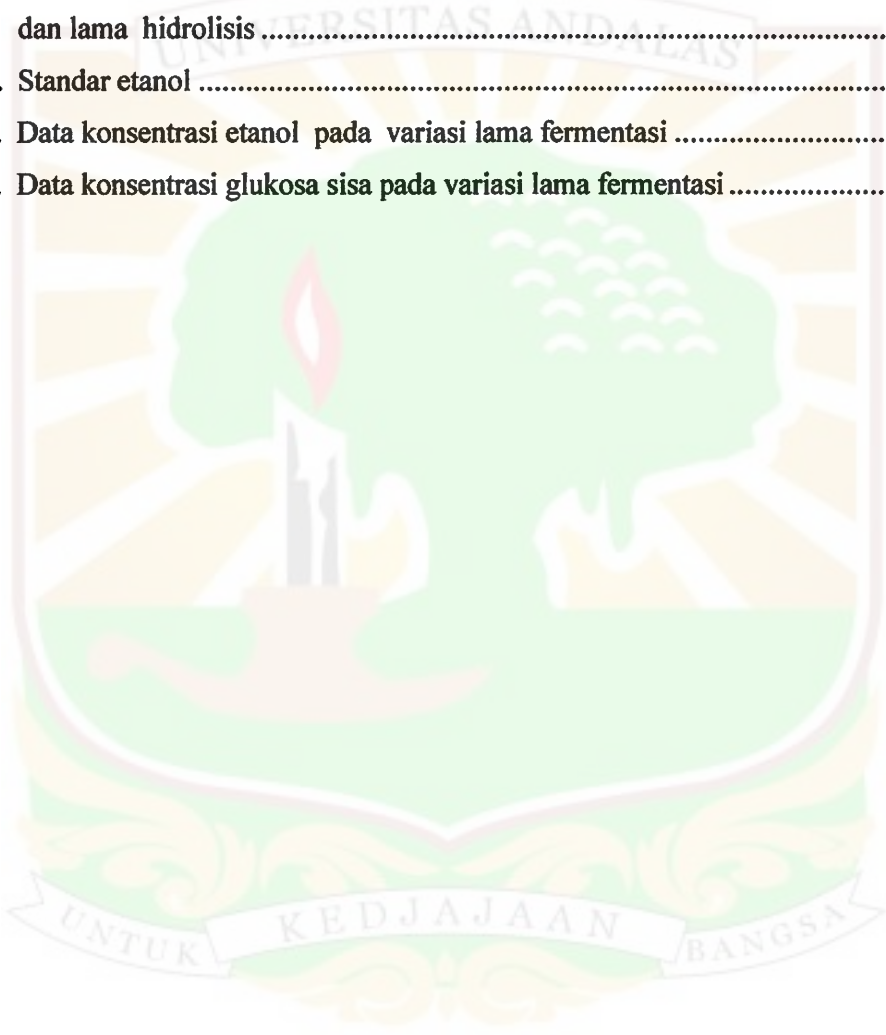 UNIVERSITAS ANDALAS
dan lama hidrolisis ....................................................................................
. Standar etanol ....................................................................................
. Data konsentrasi etanol pada variasi lama fermentasi ........................
. Data konsentrasi glukosa sisa pada variasi lama fermentasi ...................
UNTUK KEDJAJAAN BANGSA